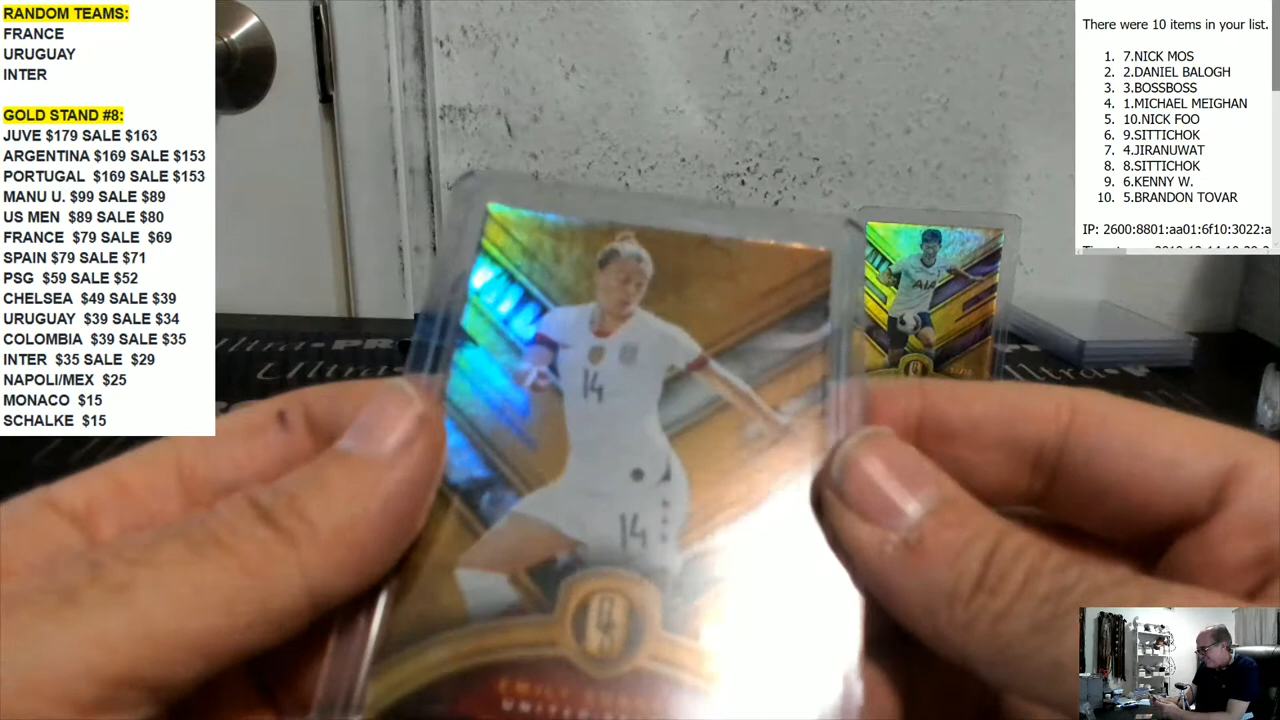 RANDOM TEAMS:
FRANCE
URUGUAY
INTER
GOLD STAND #8:
JUVE $179 SALE $163
ARGENTINA $169 SALE $153
PORTUGAL $169 SALE $153
MANU U. $99 SALE $89
US MEN $89 SALE $80
FRANCE $79 SALE $69
SPAIN $79 SALE $71
PSG $59 SALE $52
CHELSEA $49 SALE $39
URUGUAY $39 SALE $34
COLOMBIA $39 SALE $35
INTER $35 SALE $29
NAPOLI/MEX $25
MONACO $15
SCHALKE $15
There were 10 items in your list.
1. 7.NICK MOS
2. 2.DANIEL BALOGH
3. 3.BOSSBOSS
4. 1.MICHAEL MEIGHAN
5. 10.NICK FOO
6. 9.SITTICHOK
7. 4.JIRANUWAT
8. 8.SITTICHOK
9. 6.KENNY W.
10. 5.BRANDON TOVAR
IP: 2600:8801:aa01:6f10:3022:a
AIA
14
14
EMILY
Ultra PRO
Ultra